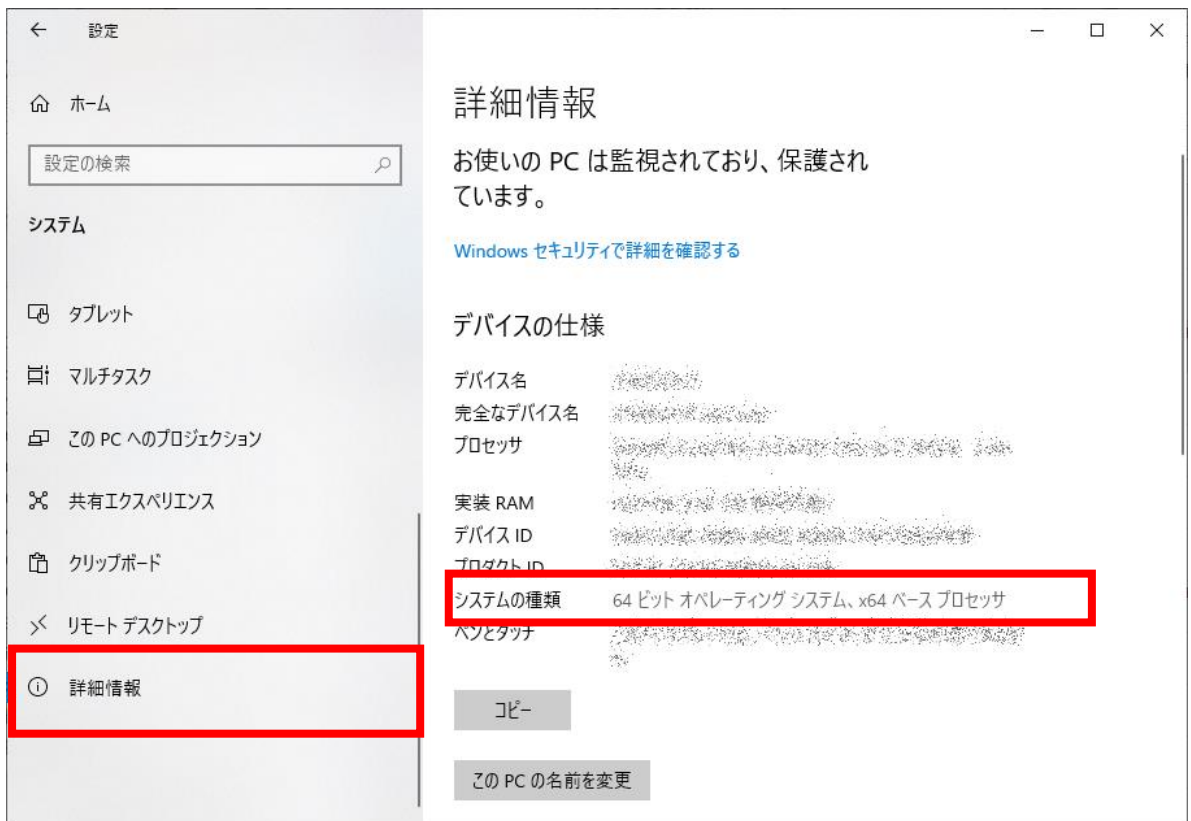 設定
ホーム
設定の検索
システム
タブレット
マルチタスク
この PC へのプロジェクション
共有エクスペリエンス
クリップボード
リモート デスクトップ
詳細情報
詳細情報
お使いの PC は監視されており、保護され
ています。
Windows セキュリティで詳細を確認する
デバイスの仕様
デバイス名
完全なデバイス名
プロセッサ
実装 RAM
デバイス ID
プロダクト ID
システムの種類 64 ビット オペレーティング システム、x64 ベース プロセッサ
ペンとタッチ
コピー
この PC の名前を変更